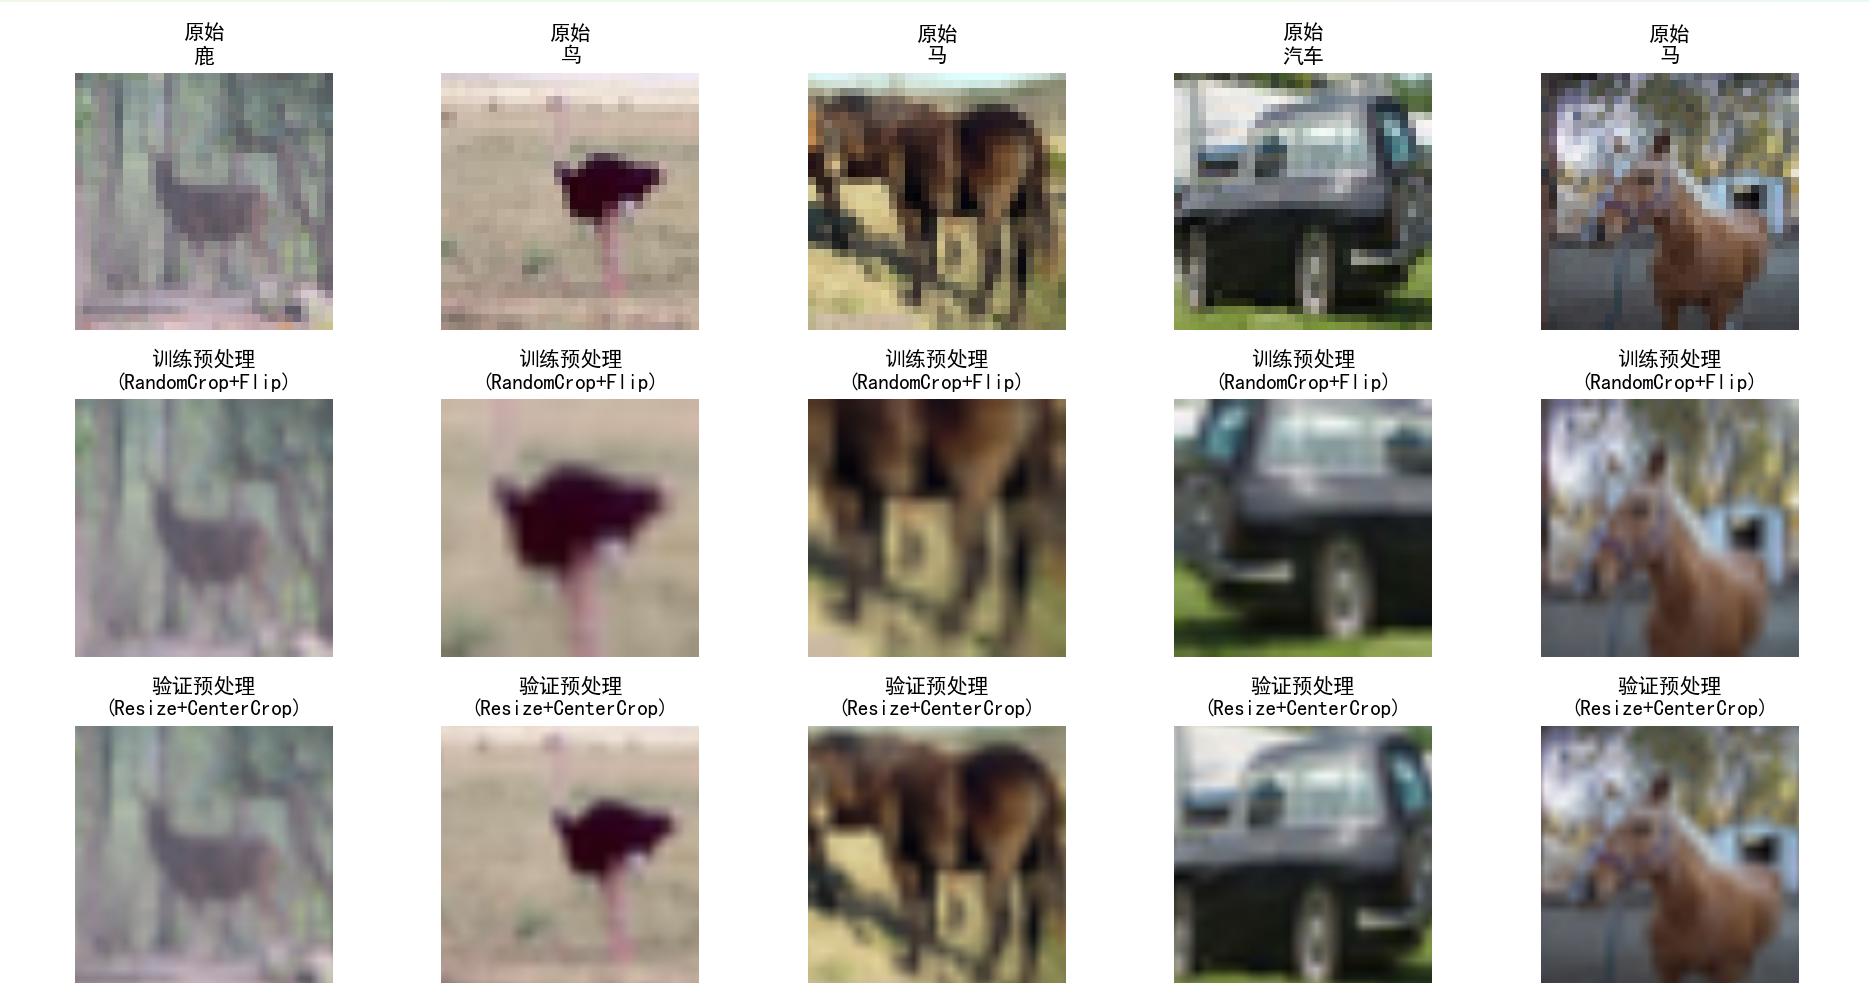 原始
鹿
原始
鸟
原始
马
原始
汽车
原始
马
训练预处理
(RandomCrop+Flip)
训练预处理
(RandomCrop+Flip)
训练预处理
(RandomCrop+Flip)
训练预处理
(RandomCrop+Flip)
训练预处理
(RandomCrop+Flip)
验证预处理
(Resize+CenterCrop)
验证预处理
(Resize+CenterCrop)
验证预处理
(Resize+CenterCrop)
验证预处理
(Resize+CenterCrop)
验证预处理
(Resize+CenterCrop)